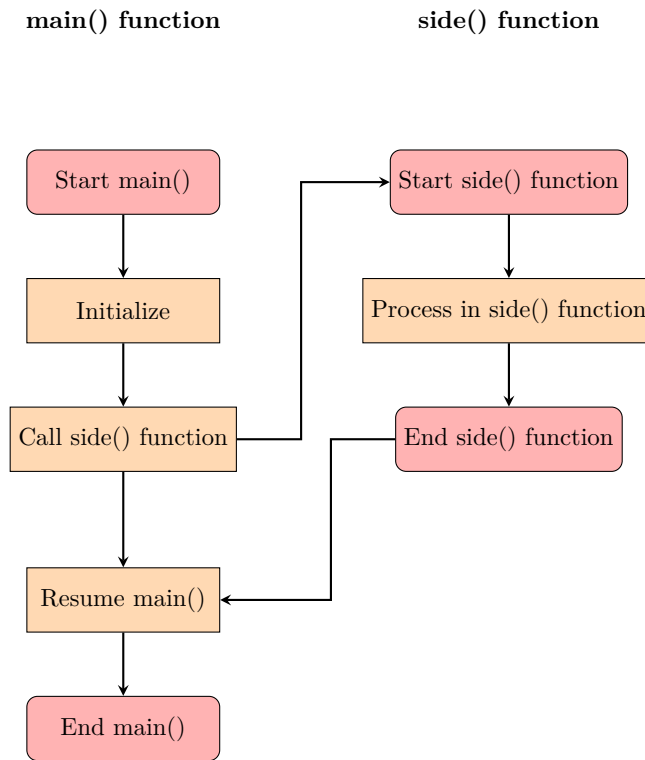 main() function
side() function
Start main()
Start side() function
Initialize
Process in side() function
Call side() function
End side() function
Resume main()
End main()